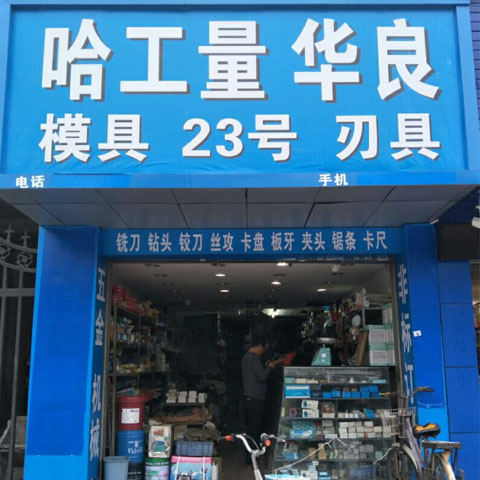 哈工量 华良
模具 23号 刃具
电话 手机
铣刀 钻头 铰刀 丝攻 卡盘 板牙 夹头 锯条 卡尺
五金机械
非标